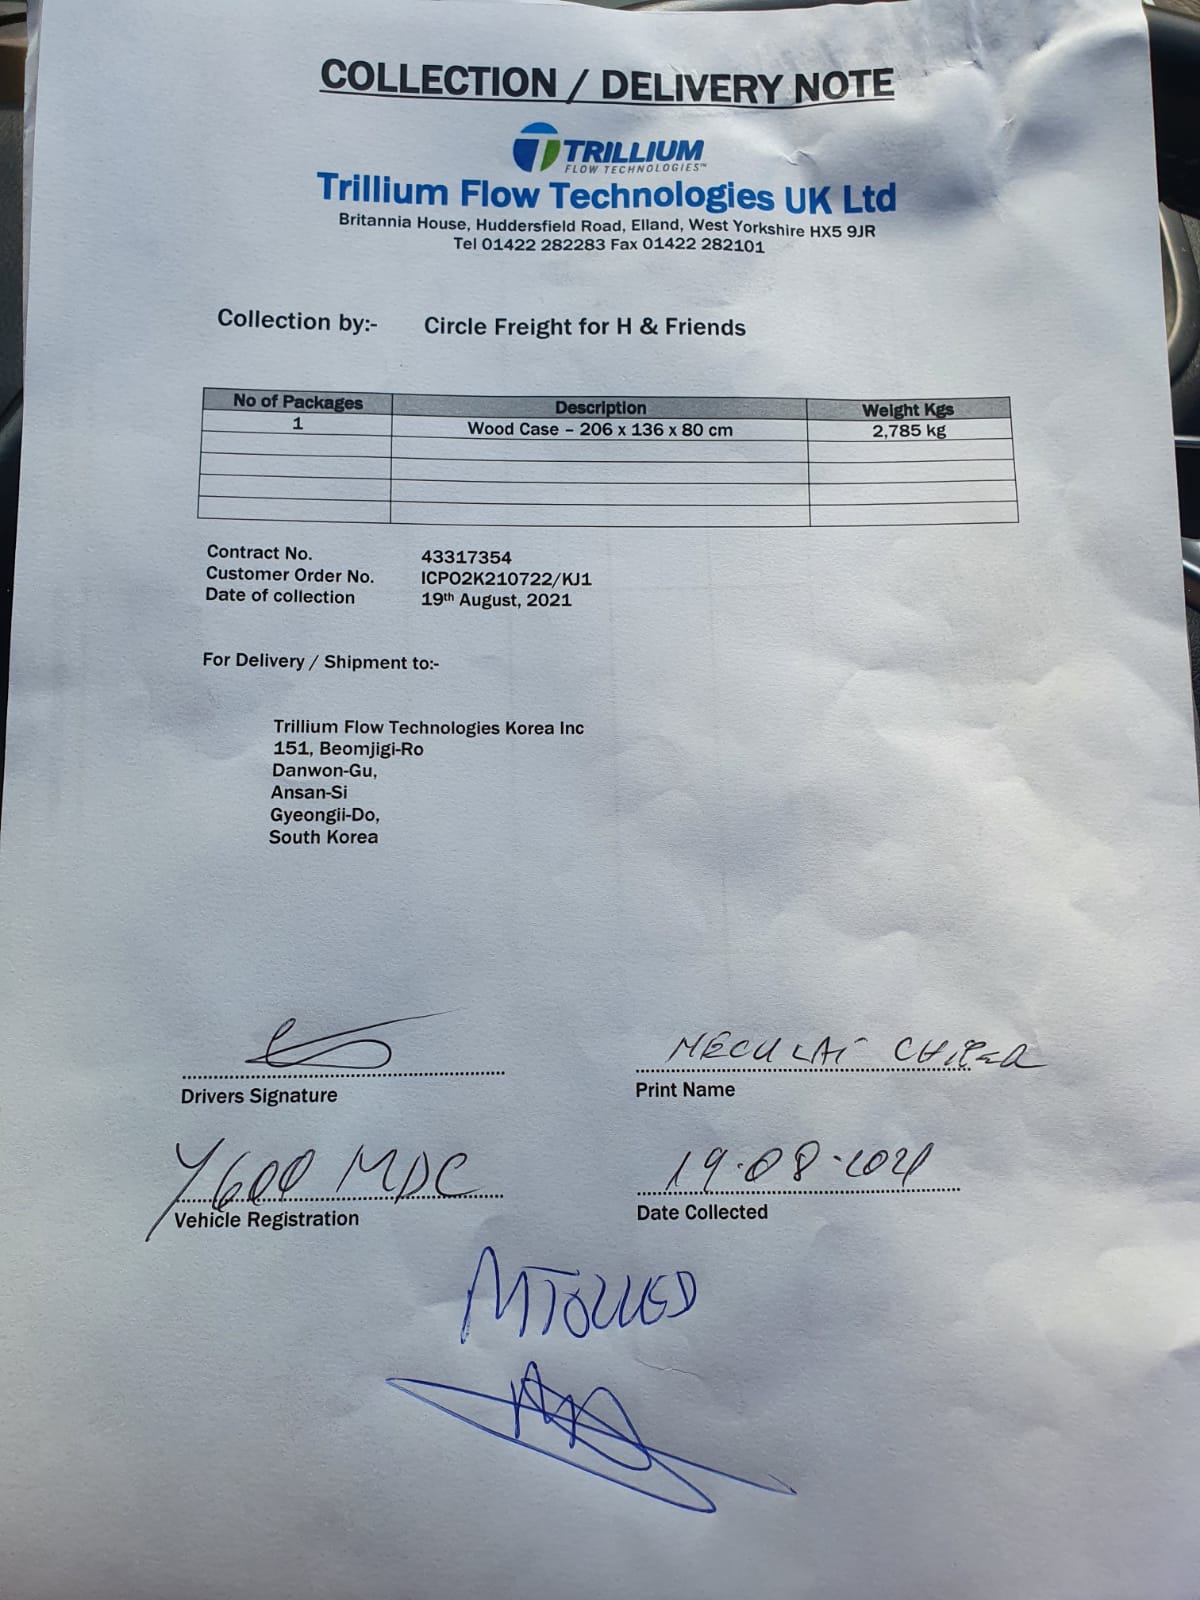 COLLECTION / DELIVERY NOTE
TRILLIUM
FLOW TECHNOLOGIES™
Trillium Flow Technologies UK Ltd
Britannia House, Huddersfield Road, Elland, West Yorkshire HX5 9JR
Tel 01422 282283 Fax 01422 282101
Collection by:- Circle Freight for H & Friends
No of Packages Description Weight Kgs
1 Wood Case – 206 x 136 x 80 cm 2,785 kg
Contract No. 43317354
Customer Order No. ICPO2K210722/KJ1
Date of collection 19th August, 2021
For Delivery / Shipment to:-
Trillium Flow Technologies Korea Inc
151, Beomjigi-Ro
Danwon-Gu,
Ansan-Si
Gyeongii-Do,
South Korea
Drivers Signature Print Name
Y600 MDC 19.08.2021
Vehicle Registration Date Collected